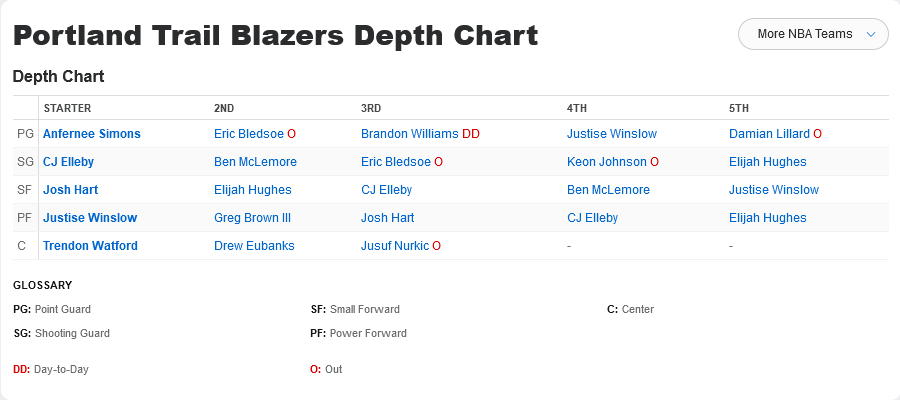 Portland Trail Blazers Depth Chart
More NBA Teams
Depth Chart
STARTER 2ND 3RD 4TH 5TH
PG Anfernee Simons Eric Bledsoe O Brandon Williams DD Justise Winslow Damian Lillard O
SG CJ Elleby Ben McLemore Eric Bledsoe O Keon Johnson O Elijah Hughes
SF Josh Hart Elijah Hughes CJ Elleby Ben McLemore Justise Winslow
PF Justise Winslow Greg Brown III Josh Hart CJ Elleby Elijah Hughes
C Trendon Watford Drew Eubanks Jusuf Nurkic O - -
GLOSSARY
PG: Point Guard SF: Small Forward C: Center
SG: Shooting Guard PF: Power Forward
DD: Day-to-Day O: Out